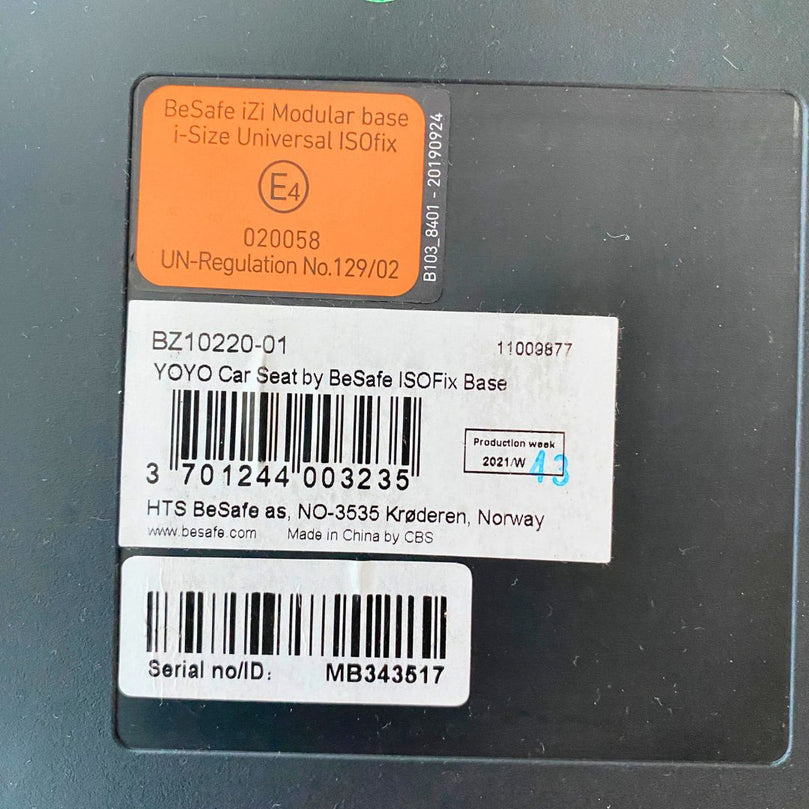 BeSafe iZi Modular base
i-Size Universal ISOfix
E4
020058
UN-Regulation No.129/02
B103_8401 - 20190924
BZ10220-01
11009877
YOYO Car Seat by BeSafe ISOFix Base
3 701244 003235
Production week
2021/W 43
HTS BeSafe as, NO-3535 Krøderen, Norway
www.besafe.com Made in China by CBS
Serial no/ID: MB343517